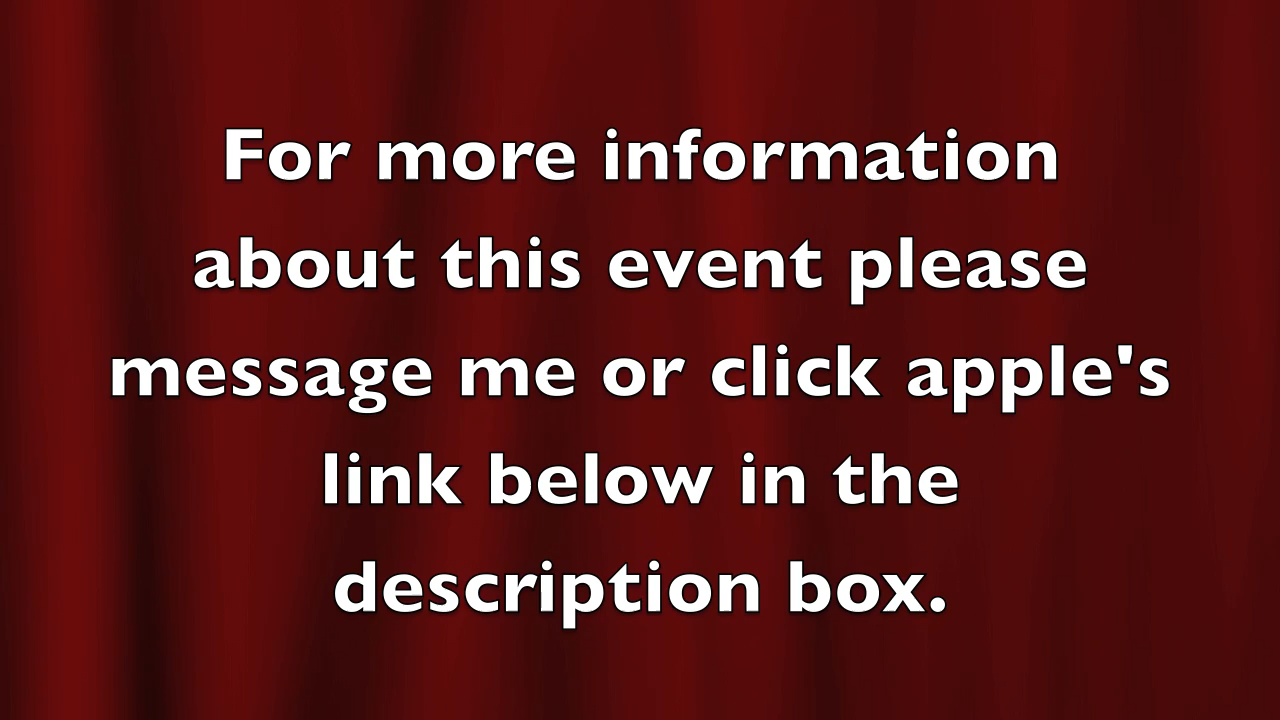 For more information
about this event please
message me or click apple's
link below in the
description box.